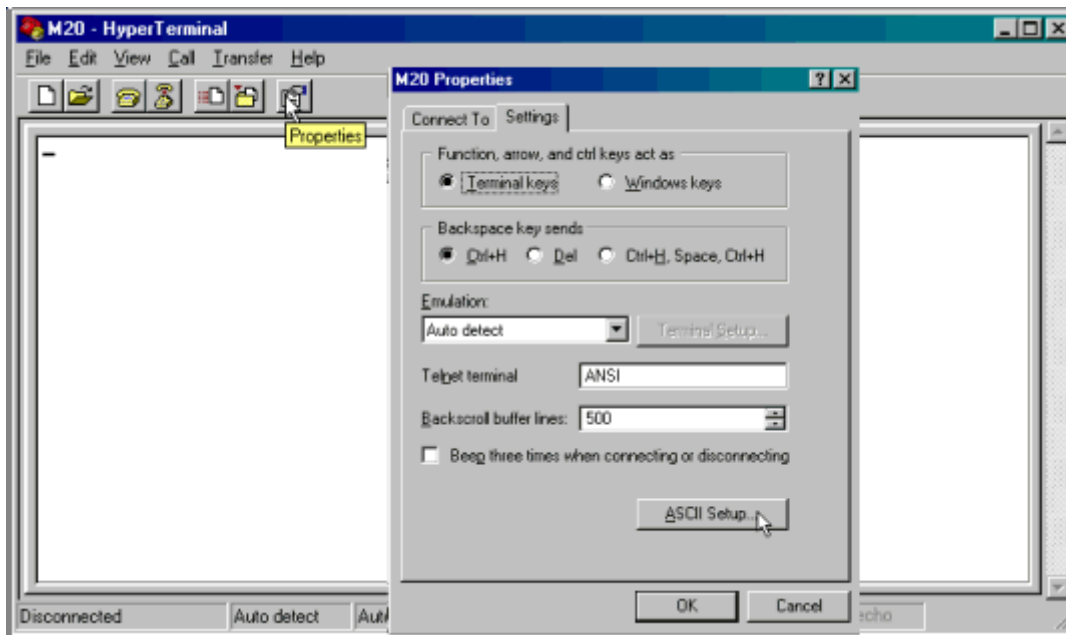 M20 - HyperTerminal
File Edit View Call Transfer Help
Properties
M20 Properties
Connect To Settings
Function, arrow, and ctrl keys act as
Terminal keys Windows keys
Backspace key sends
Ctrl+H Del Ctrl+H, Space, Ctrl+H
Emulation:
Auto detect Terminal Setup...
Telnet terminal ANSI
Backscroll buffer lines: 500
Beep three times when connecting or disconnecting
ASCII Setup...
OK Cancel
Disconnected Auto detect echo